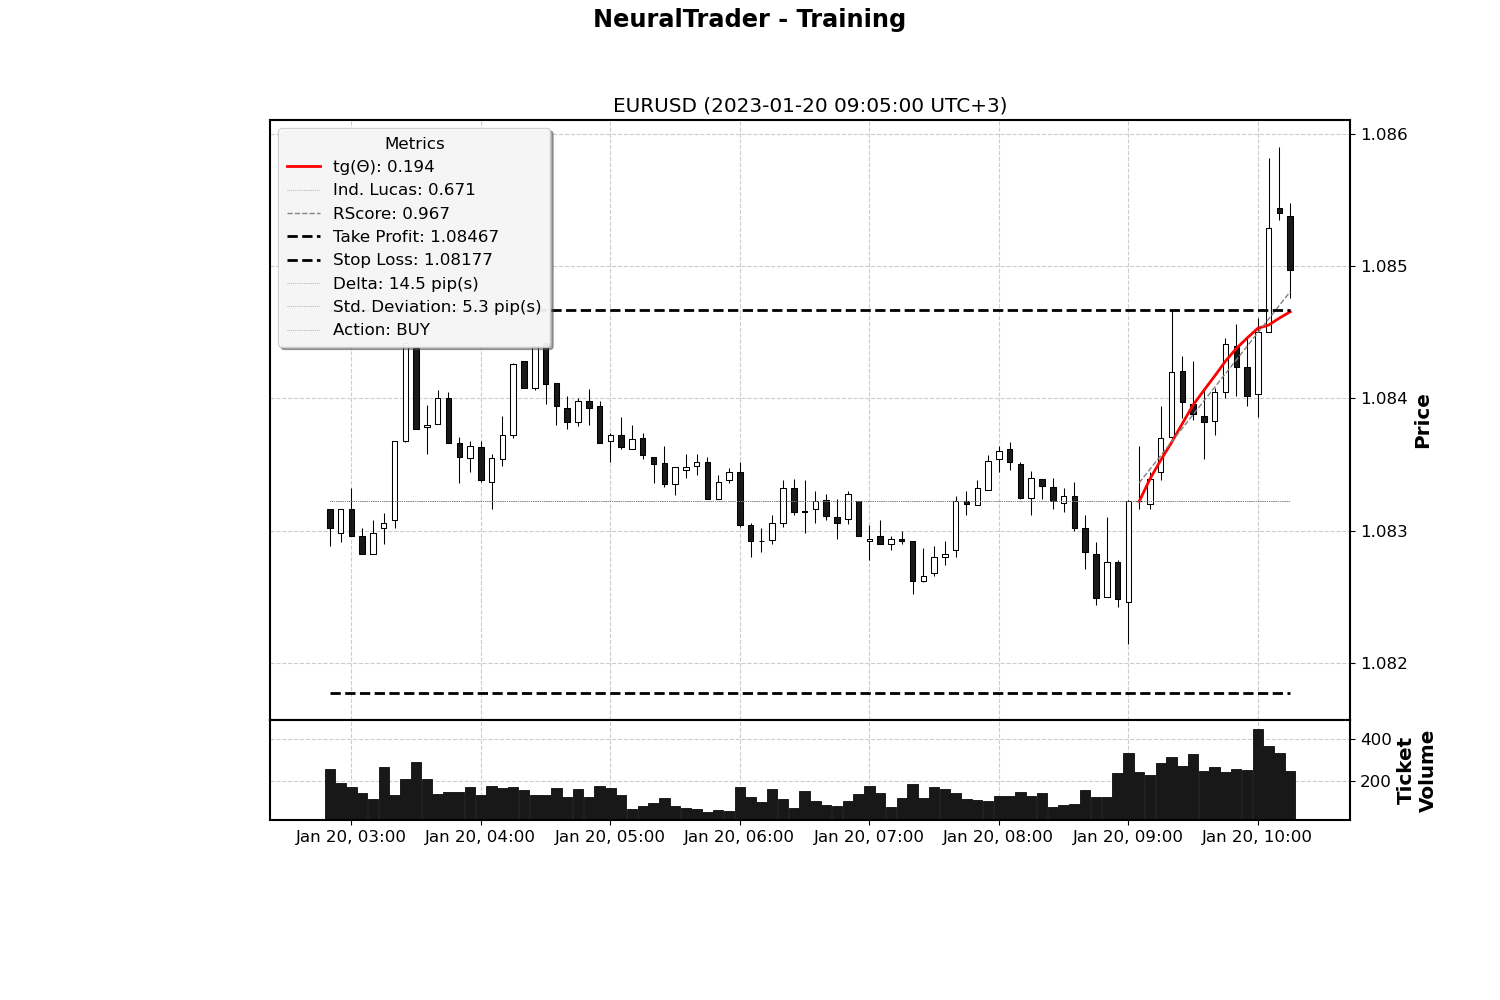 NeuralTrader - Training
EURUSD (2023-01-20 09:05:00 UTC+3)
Metrics
tg(Θ): 0.194
Ind. Lucas: 0.671
RScore: 0.967
Take Profit: 1.08467
Stop Loss: 1.08177
Delta: 14.5 pip(s)
Std. Deviation: 5.3 pip(s)
Action: BUY
1.086
1.085
1.084
1.083
1.082
Price
400
200
Ticket
Volume
Jan 20, 03:00
Jan 20, 04:00
Jan 20, 05:00
Jan 20, 06:00
Jan 20, 07:00
Jan 20, 08:00
Jan 20, 09:00
Jan 20, 10:00